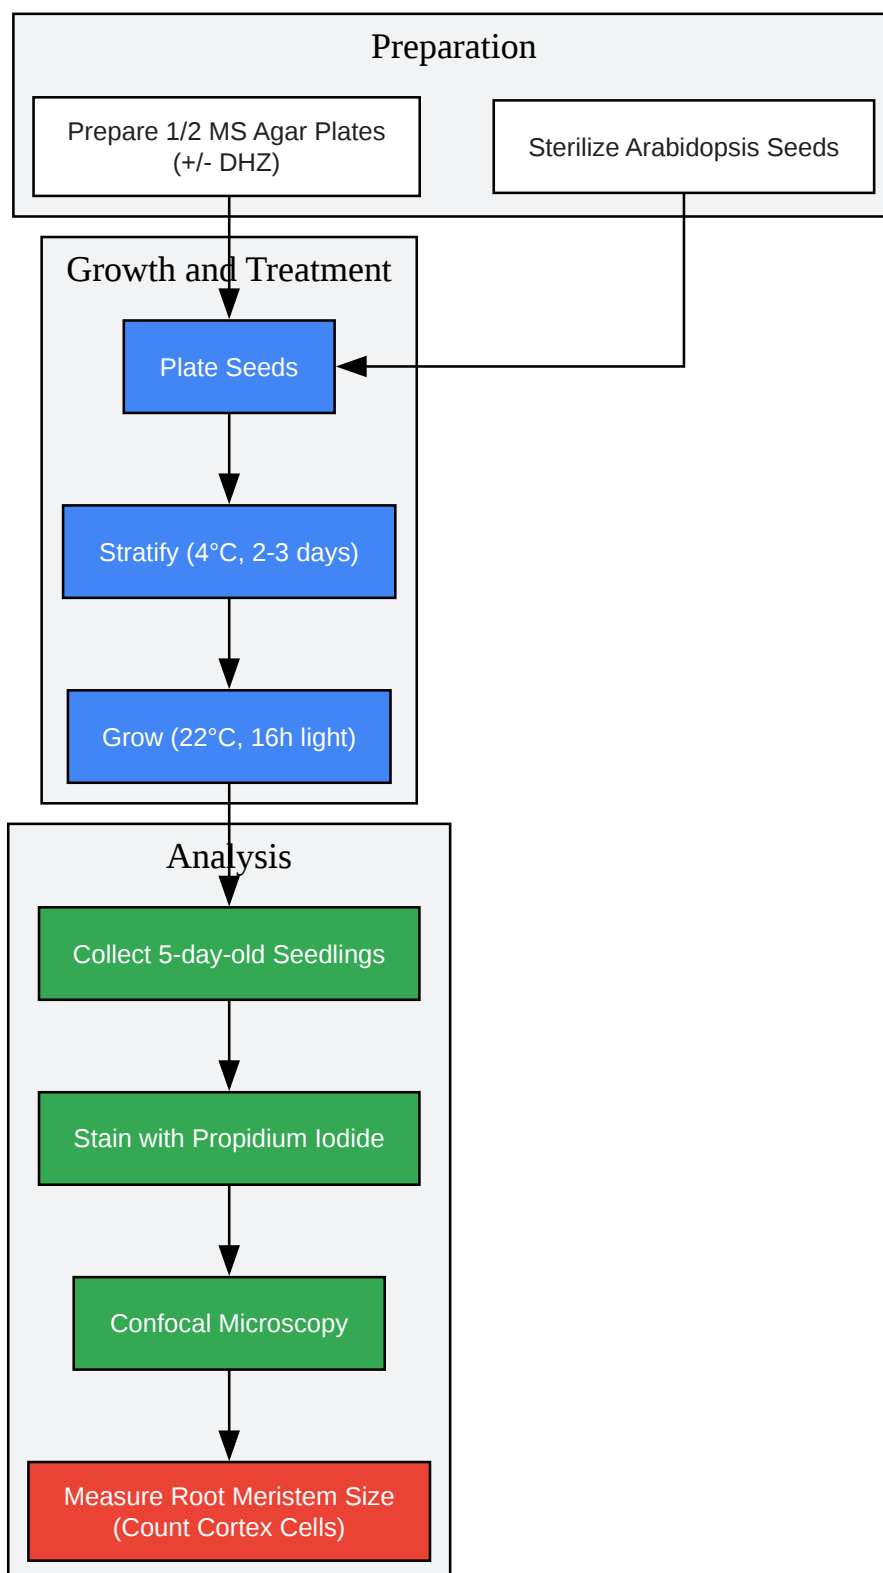 Preparation
Prepare 1/2 MS Agar Plates
(+/- DHZ)
Sterilize Arabidopsis Seeds
Growth and Treatment
Plate Seeds
Stratify (4°C, 2-3 days)
Grow (22°C, 16h light)
Analysis
Collect 5-day-old Seedlings
Stain with Propidium Iodide
Confocal Microscopy
Measure Root Meristem Size
(Count Cortex Cells)